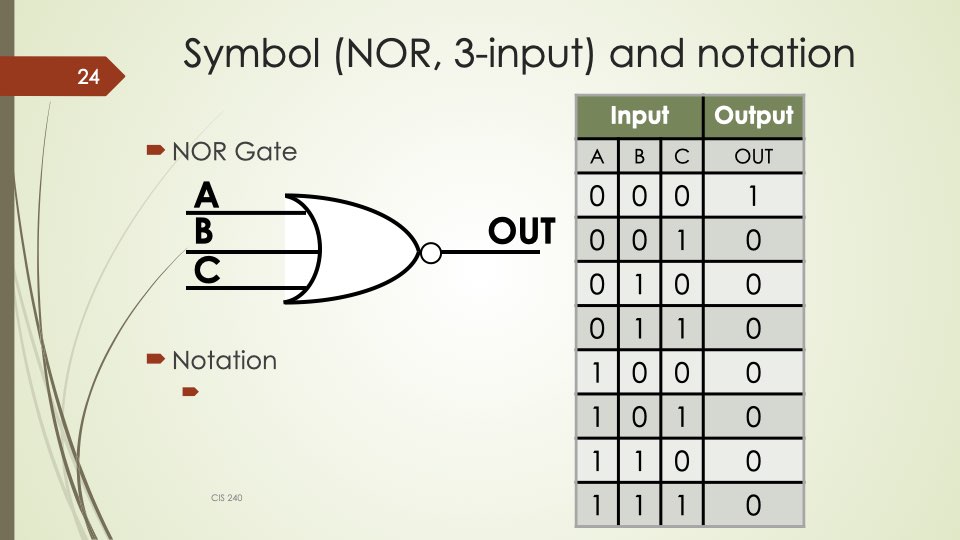 Symbol (NOR, 3-input) and notation
24
NOR Gate
A
B
C
OUT
Notation
Input Output
A B C OUT
0 0 0 1
0 0 1 0
0 1 0 0
0 1 1 0
1 0 0 0
1 0 1 0
1 1 0 0
1 1 1 0
CIS 240